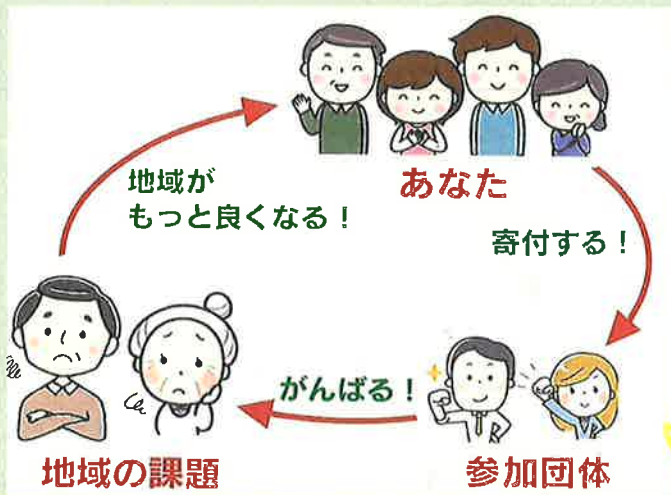 あなた
寄付する！
参加団体
がんばる！
地域の課題
地域が
もっと良くなる！